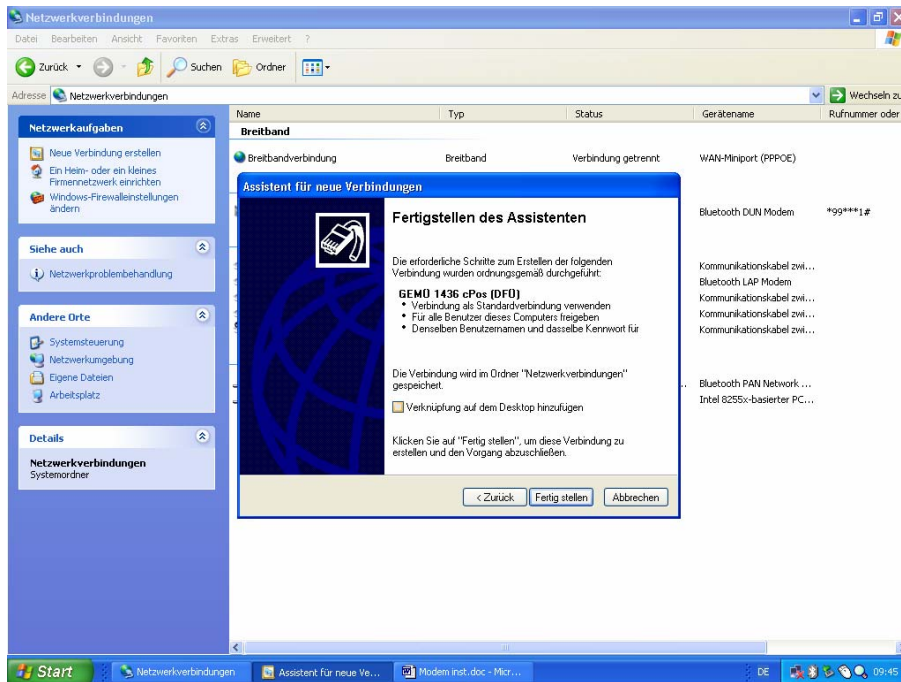 Netzwerkverbindungen
Datei Bearbeiten Ansicht Favoriten Extras Erweitert ?
Zurück Suchen Ordner
Adresse Netzwerkverbindungen Wechseln zu
Name Typ Status Gerätename Rufnummer oder
Netzwerkaufgaben
Neue Verbindung erstellen
Ein Heim- oder ein kleines
Firmennetzwerk einrichten
Windows-Firewalleinstellungen
ändern
Siehe auch
Netzwerkproblembehandlung
Andere Orte
Systemsteuerung
Netzwerkumgebung
Eigene Dateien
Arbeitsplatz
Details
Netzwerkverbindungen
Systemordner
Breitband
Breitbandverbindung Breitband Verbindung getrennt WAN-Miniport (PPPOE)
Bluetooth DUN Modem *99***1#
Kommunikationskabel zwi...
Bluetooth LAP Modem
Kommunikationskabel zwi...
Kommunikationskabel zwi...
Kommunikationskabel zwi...
Bluetooth PAN Network ...
Intel 8255x-basierter PC...
Assistent für neue Verbindungen
Fertigstellen des Assistenten
Die erforderliche Schritte zum Erstellen der folgenden
Verbindung wurden ordnungsgemäß durchgeführt:
GEMÜ 1436 cPos (DFÜ)
• Verbindung als Standardverbindung verwenden
• Für alle Benutzer dieses Computers freigeben
• Denselben Benutzernamen und dasselbe Kennwort für
Die Verbindung wird im Ordner "Netzwerkverbindungen"
gespeichert.
Verknüpfung auf dem Desktop hinzufügen
Klicken Sie auf "Fertig stellen", um diese Verbindung zu
erstellen und den Vorgang abzuschließen.
< Zurück Fertig stellen Abbrechen
Start Netzwerkverbindungen Assistent für neue Ve... Modem inst.doc - Micr... DE 09:45